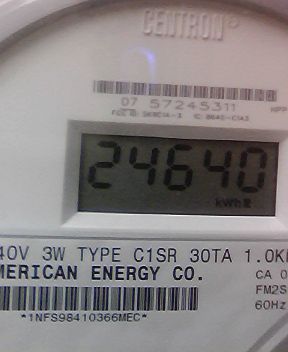 CENTRON®
07 57245311
24640
kWh
40V 3W TYPE C1SR 30TA 1.0K
MERICAN ENERGY CO.
CA 0
FM2S
60Hz
*1NFS98410366MEC*